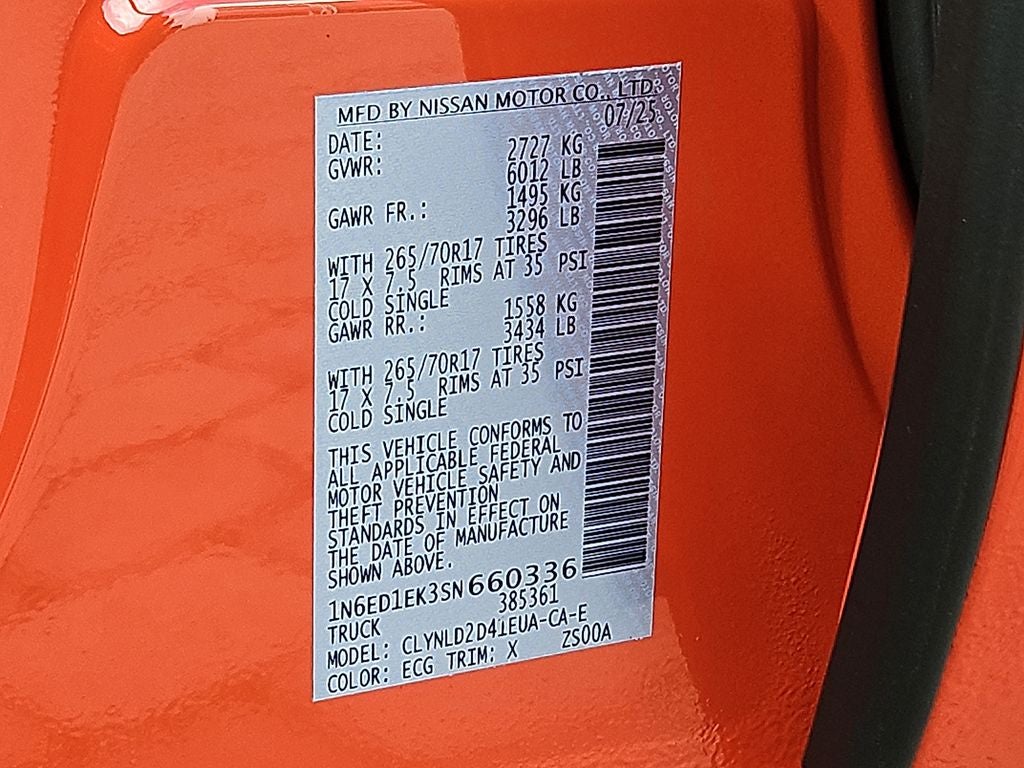 MFD BY NISSAN MOTOR CO., LTD.
DATE: 07/25
GVWR: 2727 KG
6012 LB
GAWR FR.: 1495 KG
3296 LB
WITH 265/70R17 TIRES
17 X 7.5 RIMS AT 35 PSI
COLD SINGLE
GAWR RR.: 1558 KG
3434 LB
WITH 265/70R17 TIRES
17 X 7.5 RIMS AT 35 PSI
COLD SINGLE
THIS VEHICLE CONFORMS TO
ALL APPLICABLE FEDERAL
MOTOR VEHICLE SAFETY AND
THEFT PREVENTION
STANDARDS IN EFFECT ON
THE DATE OF MANUFACTURE
SHOWN ABOVE.
1N6ED1EK3SN660336
385361
TRUCK
MODEL: CLYNLD2D41EUA-CA-E
COLOR: ECG TRIM: X ZS00A